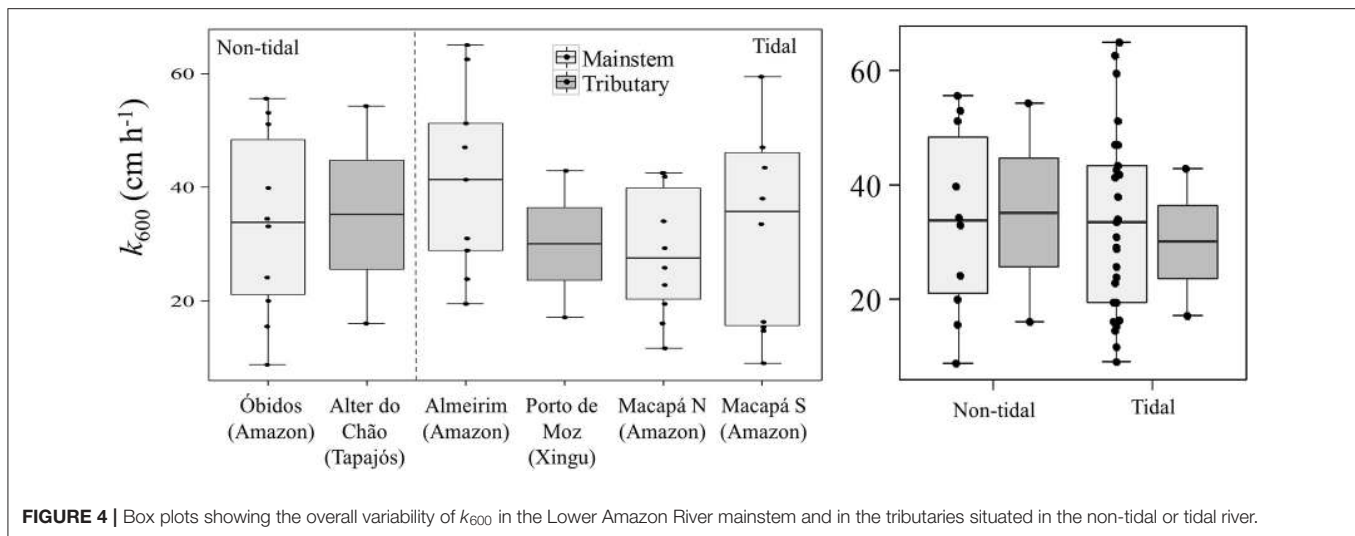 Non-tidal
Tidal
Mainstem
Tributary
60
40
20
k600 (cm h-1)
Óbidos
(Amazon)
Alter do
Chão
(Tapajós)
Almeirim
(Amazon)
Porto de
Moz
(Xingu)
Macapá N
(Amazon)
Macapá S
(Amazon)
60
40
20
Non-tidal
Tidal
FIGURE 4 | Box plots showing the overall variability of k600 in the Lower Amazon River mainstem and in the tributaries situated in the non-tidal or tidal river.